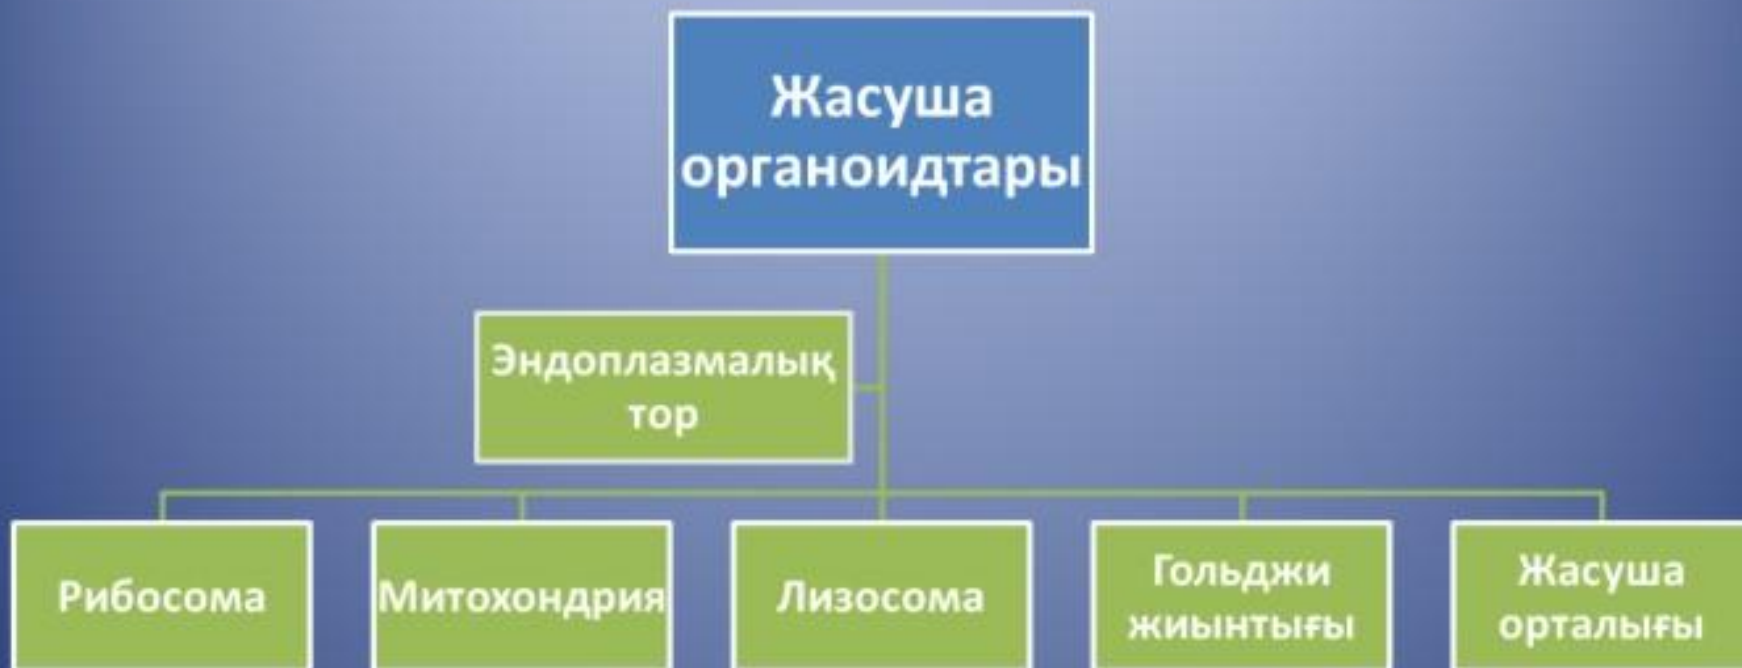 Жасуша
органоидтары
Эндоплазмалық
тор
Рибосома
Митохондрия
Лизосома
Гольджи
жиынтығы
Жасуша
орталығы